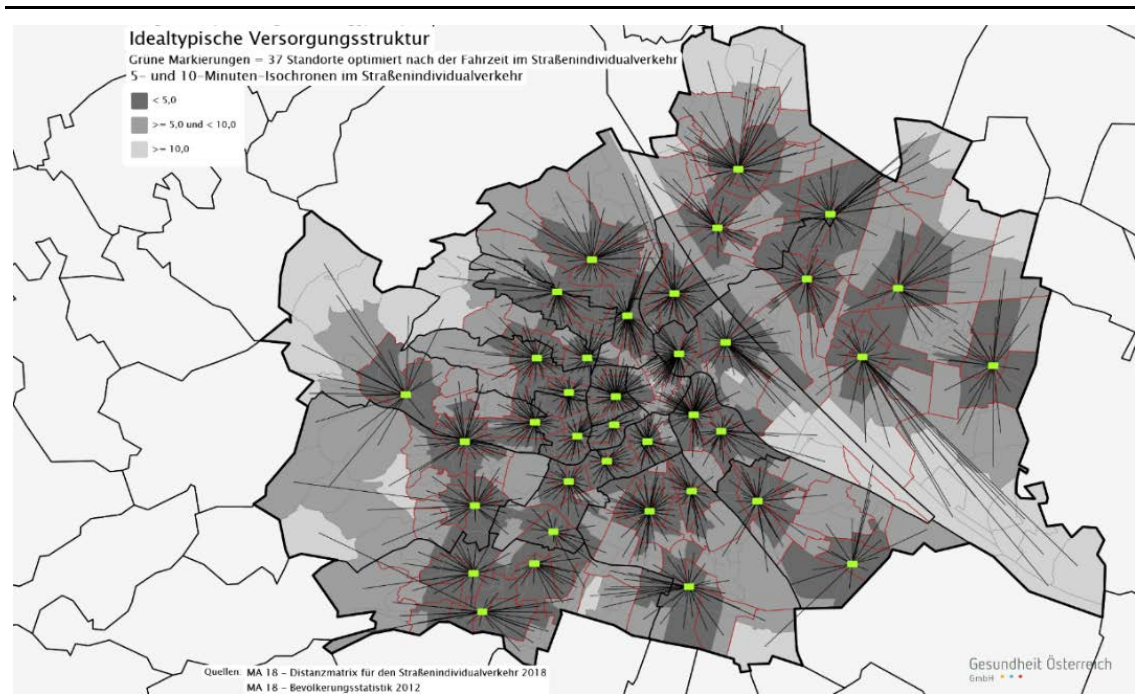 Idealtypische Versorgungsstruktur
Grüne Markierungen = 37 Standorte optimiert nach der Fahrzeit im Straßenindividualverkehr
5- und 10-Minuten-Isochronen im Straßenindividualverkehr
< 5,0
>= 5,0 und < 10,0
>= 10,0
Quellen: MA 18 - Distanzmatrix für den Straßenindividualverkehr 2018
MA 18 - Bevölkerungsstatistik 2012
Gesundheit Österreich
GmbH